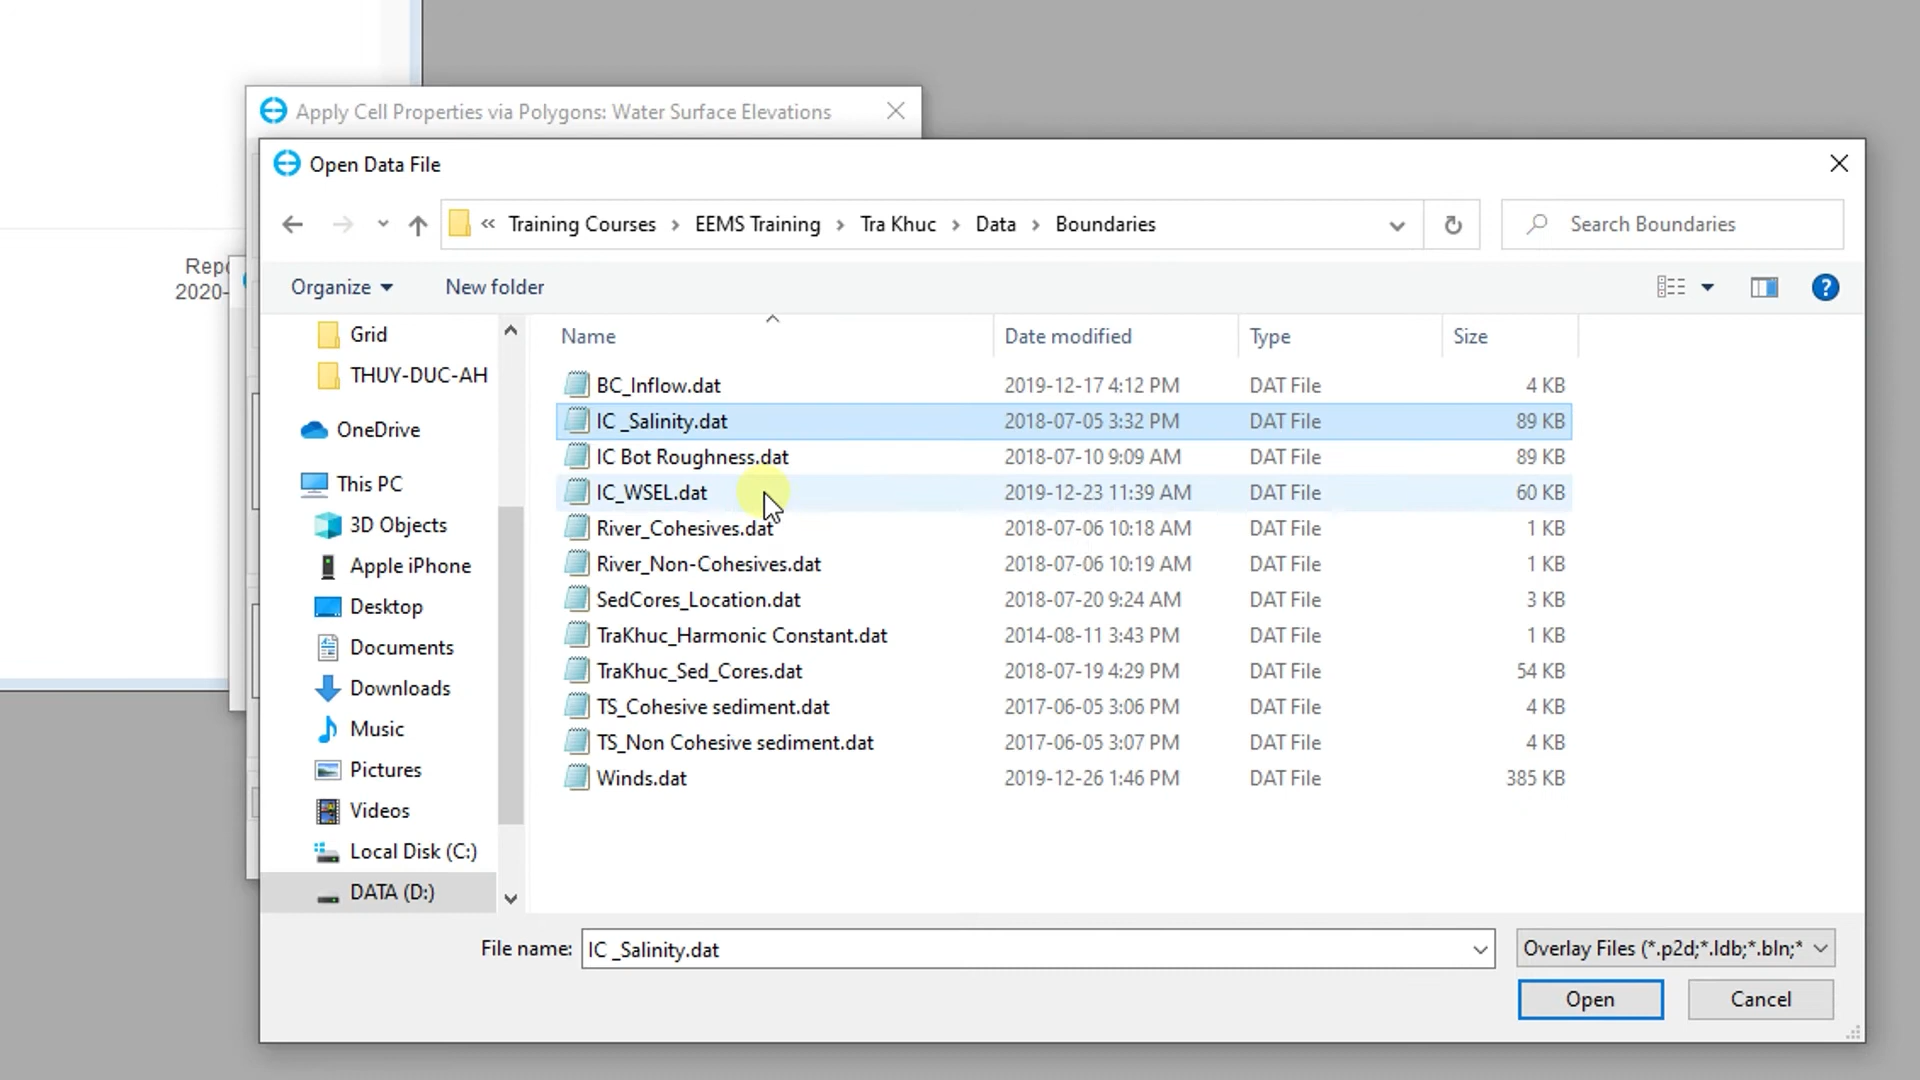 Apply Cell Properties via Polygons: Water Surface Elevations
Open Data File
« Training Courses › EEMS Training › Tra Khuc › Data › Boundaries
Search Boundaries
2020-
Organize
New folder
Name Date modified Type Size
Grid
THUY-DUC-AH
OneDrive
This PC
3D Objects
Apple iPhone
Desktop
Documents
Downloads
Music
Pictures
Videos
Local Disk (C:)
DATA (D:)
BC_Inflow.dat 2019-12-17 4:12 PM DAT File 4 KB
IC _Salinity.dat 2018-07-05 3:32 PM DAT File 89 KB
IC Bot Roughness.dat 2018-07-10 9:09 AM DAT File 89 KB
IC_WSEL.dat 2019-12-23 11:39 AM DAT File 60 KB
River_Cohesives.dat 2018-07-06 10:18 AM DAT File 1 KB
River_Non-Cohesives.dat 2018-07-06 10:19 AM DAT File 1 KB
SedCores_Location.dat 2018-07-20 9:24 AM DAT File 3 KB
TraKhuc_Harmonic Constant.dat 2014-08-11 3:43 PM DAT File 1 KB
TraKhuc_Sed_Cores.dat 2018-07-19 4:29 PM DAT File 54 KB
TS_Cohesive sediment.dat 2017-06-05 3:06 PM DAT File 4 KB
TS_Non Cohesive sediment.dat 2017-06-05 3:07 PM DAT File 4 KB
Winds.dat 2019-12-26 1:46 PM DAT File 385 KB
File name: IC _Salinity.dat
Overlay Files (*.p2d;*.ldb;*.bln;*
Open
Cancel